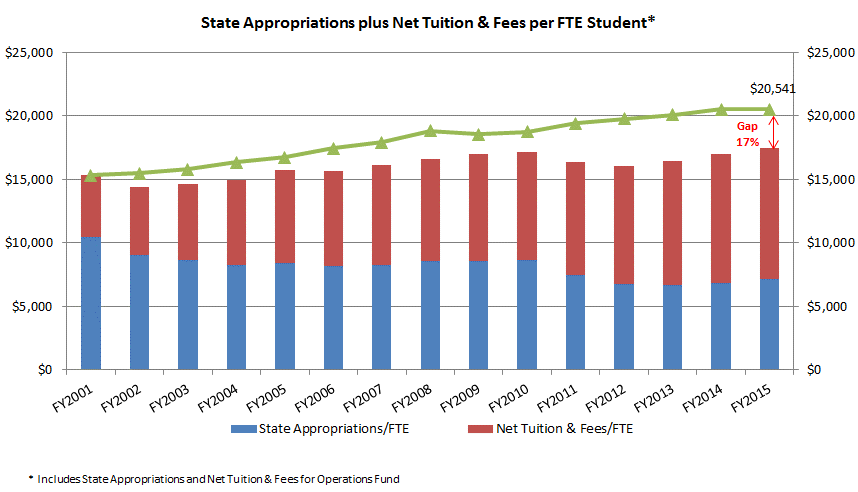 State Appropriations plus Net Tuition & Fees per FTE Student*
$25,000
$25,000
$20,541
$20,000
$20,000
Gap
17%
$15,000
$15,000
$10,000
$10,000
$5,000
$5,000
$0
$0
FY2001
FY2002
FY2003
FY2004
FY2005
FY2006
FY2007
FY2008
FY2009
FY2010
FY2011
FY2012
FY2013
FY2014
FY2015
State Appropriations/FTE
Net Tuition & Fees/FTE
* Includes State Appropriations and Net Tuition & Fees for Operations Fund